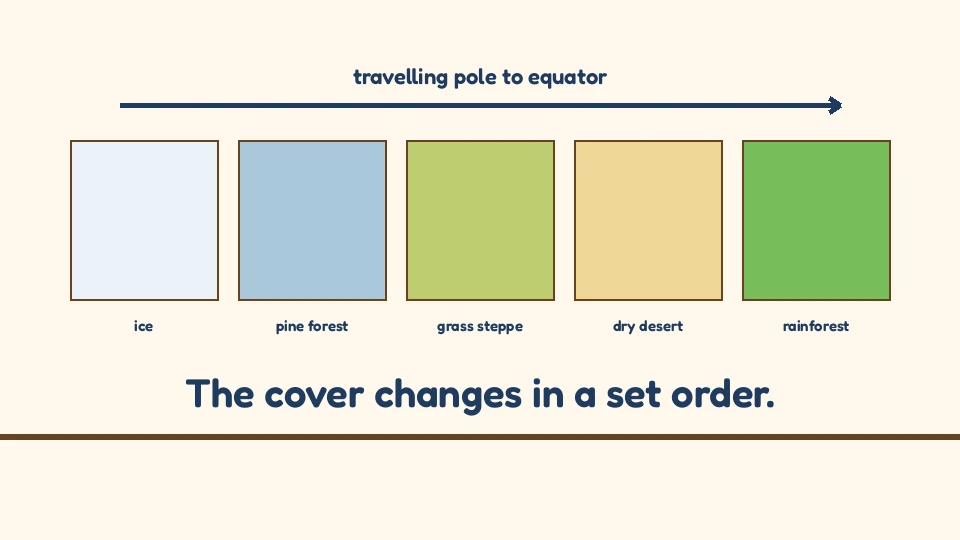 travelling pole to equator
ice
pine forest
grass steppe
dry desert
rainforest
The cover changes in a set order.